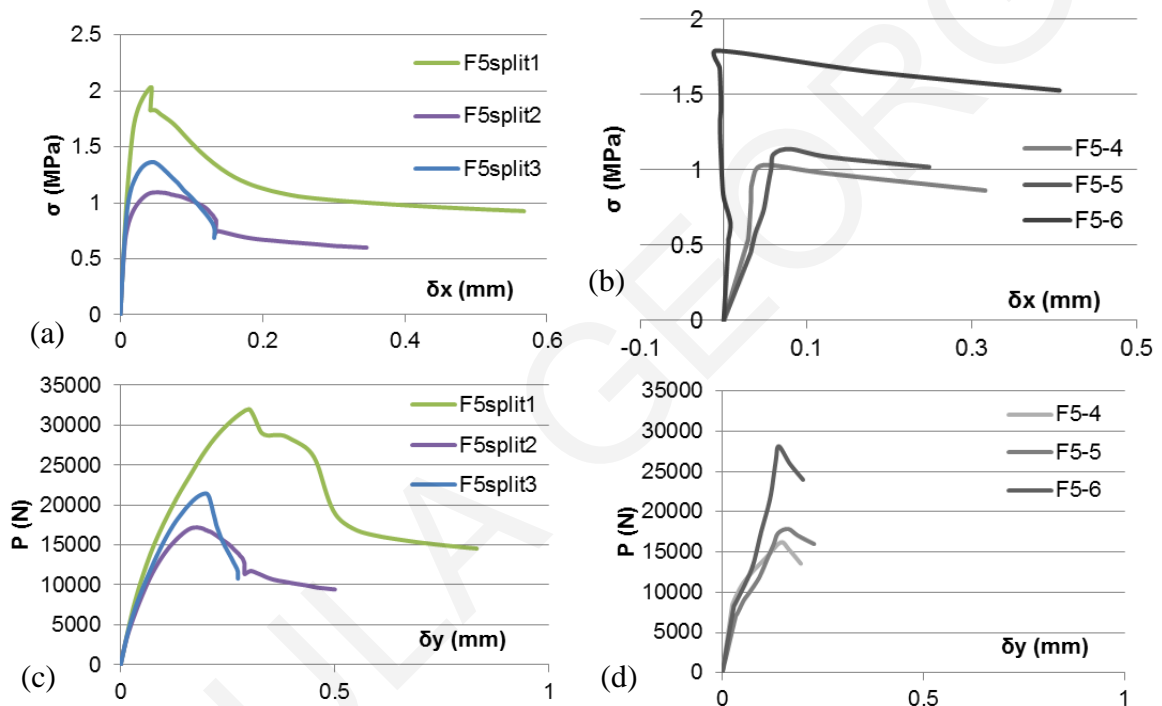 σ (MPa)
2.5
2
1.5
1
0.5
0
0
0.2
0.4
0.6
δx (mm)
F5split1
F5split2
F5split3
(a)
σ (MPa)
2
1.5
1
0.5
0
-0.1
0.1
0.3
0.5
δx (mm)
F5-4
F5-5
F5-6
(b)
P (N)
35000
30000
25000
20000
15000
10000
5000
0
0
0.5
1
δy (mm)
F5split1
F5split2
F5split3
(c)
P (N)
35000
30000
25000
20000
15000
10000
5000
0
0
0.5
1
δy (mm)
F5-4
F5-5
F5-6
(d)
ULA GEORG